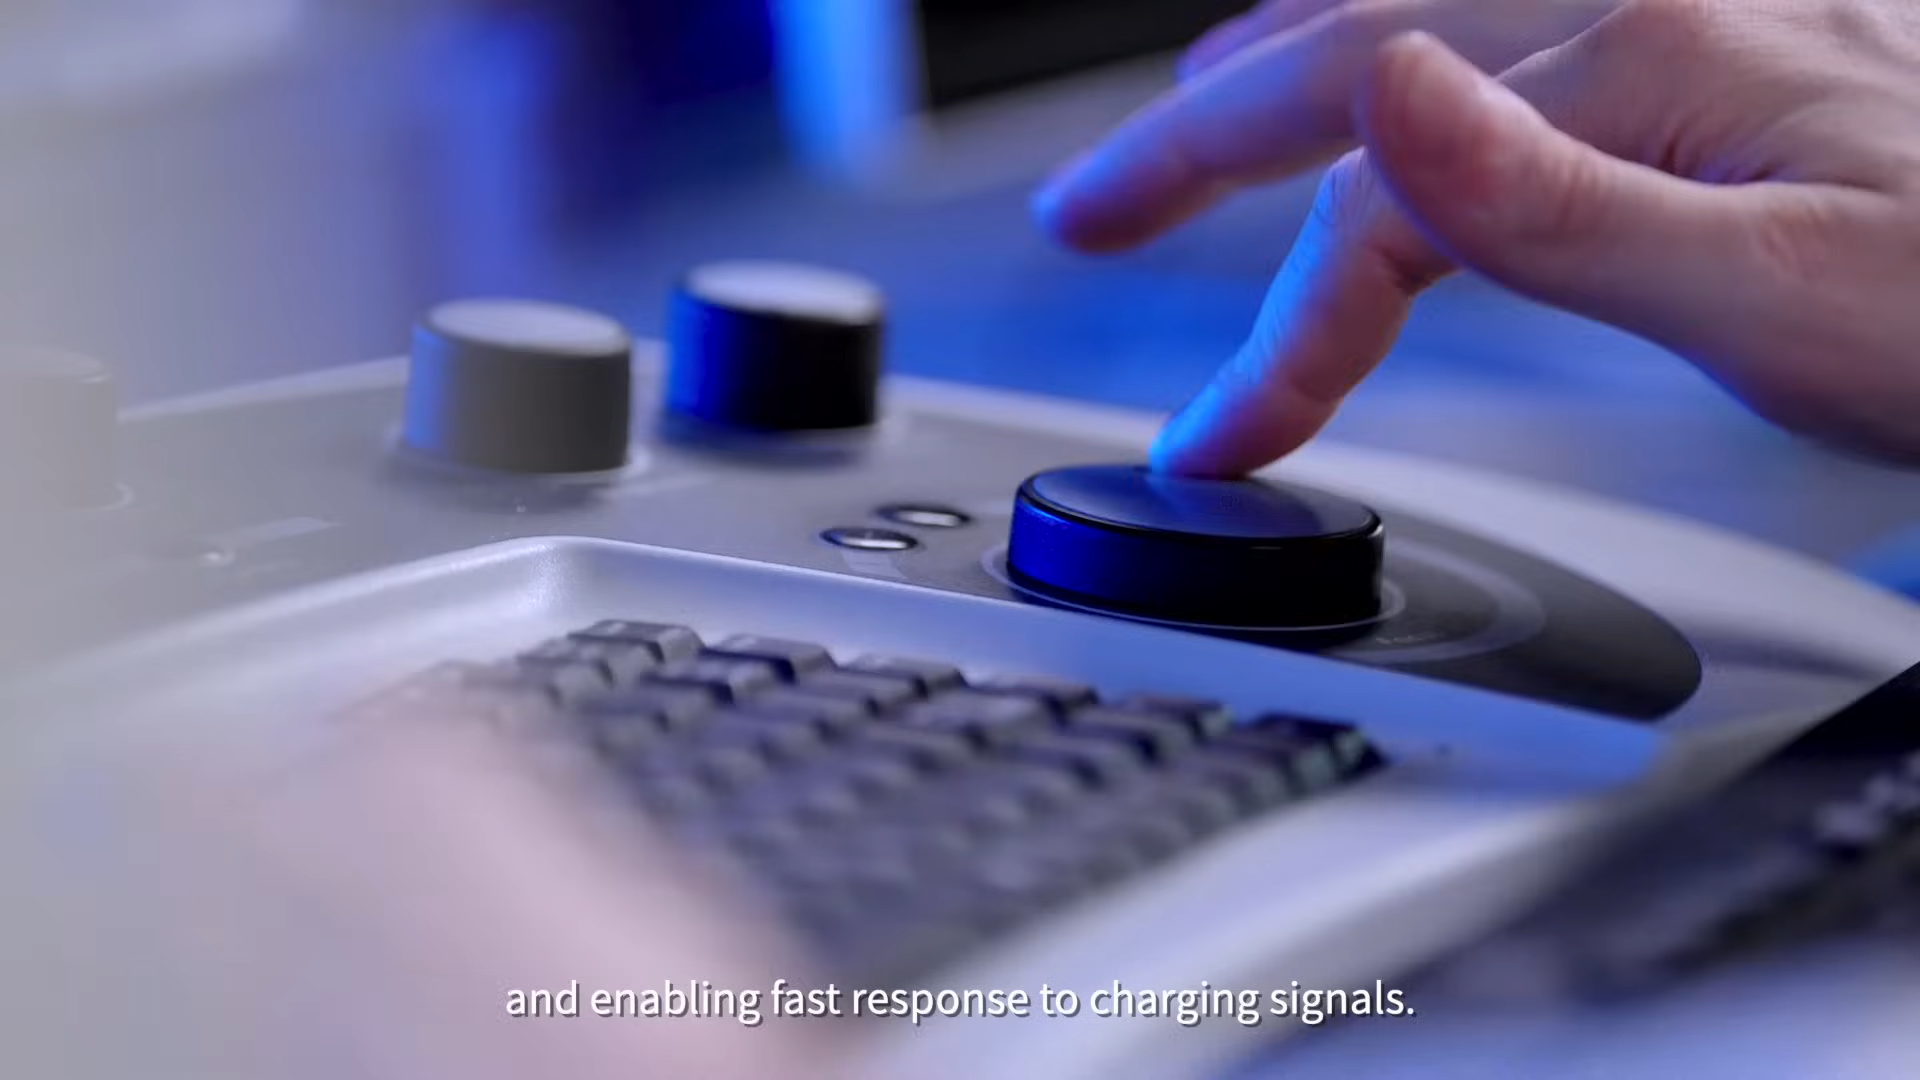 and enabling fast response to charging signals.